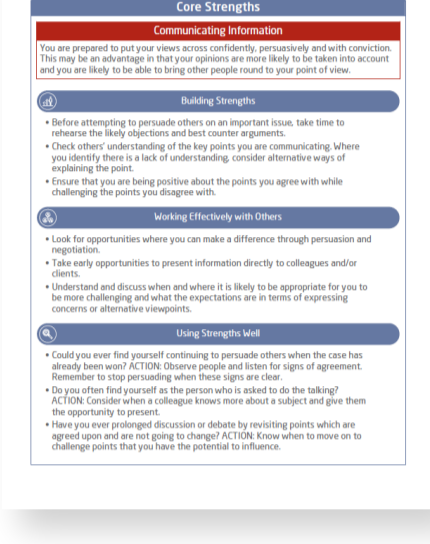 Core Strengths
Communicating Information
You are prepared to put your views across confidently, persuasively and with conviction.
This may be an advantage in that your opinions are more likely to be taken into account
and you are likely to be able to bring other people round to your point of view.
Building Strengths
• Before attempting to persuade others on an important issue, take time to
rehearse the likely objections and best counter arguments.
• Check others' understanding of the key points you are communicating. Where
you identify there is a lack of understanding, consider alternative ways of
explaining the point.
• Ensure that you are being positive about the points you agree with while
challenging the points you disagree with.
Working Effectively with Others
• Look for opportunities where you can make a difference through persuasion and
negotiation.
• Take early opportunities to present information directly to colleagues and/or
clients.
• Understand and discuss when and where it is likely to be appropriate for you to
be more challenging and what the expectations are in terms of expressing
concerns or alternative viewpoints.
Using Strengths Well
• Could you ever find yourself continuing to persuade others when the case has
already been won? ACTION: Observe people and listen for signs of agreement.
Remember to stop persuading when these signs are clear.
• Do you often find yourself as the person who is asked to do the talking?
ACTION: Consider when a colleague knows more about a subject and give them
the opportunity to present.
• Have you ever prolonged discussion or debate by revisiting points which are
agreed upon and are not going to change? ACTION: Know when to move on to
challenge points that you have the potential to influence.